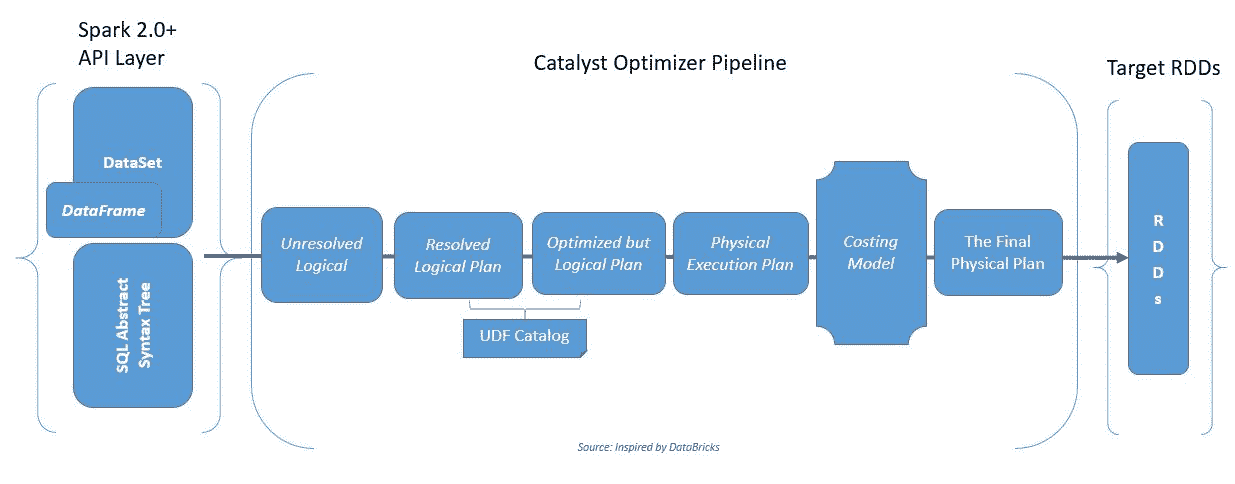 Spark 2.0+
API Layer
Catalyst Optimizer Pipeline
Target RDDs
DataSet
DataFrame
SQL Abstract
Syntax Tree
Unresolved
Logical
Resolved
Logical Plan
Optimized but
Logical Plan
Physical
Execution Plan
Costing
Model
The Final
Physical Plan
R
D
D
s
UDF Catalog
Source: Inspired by DataBricks